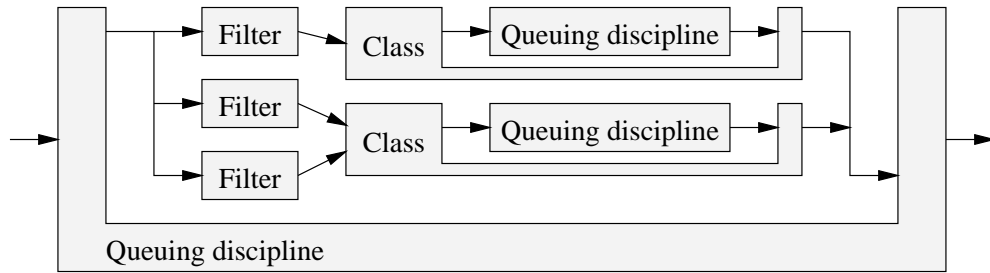 Filter
Class
Queuing discipline
Filter
Class
Queuing discipline
Filter
Queuing discipline